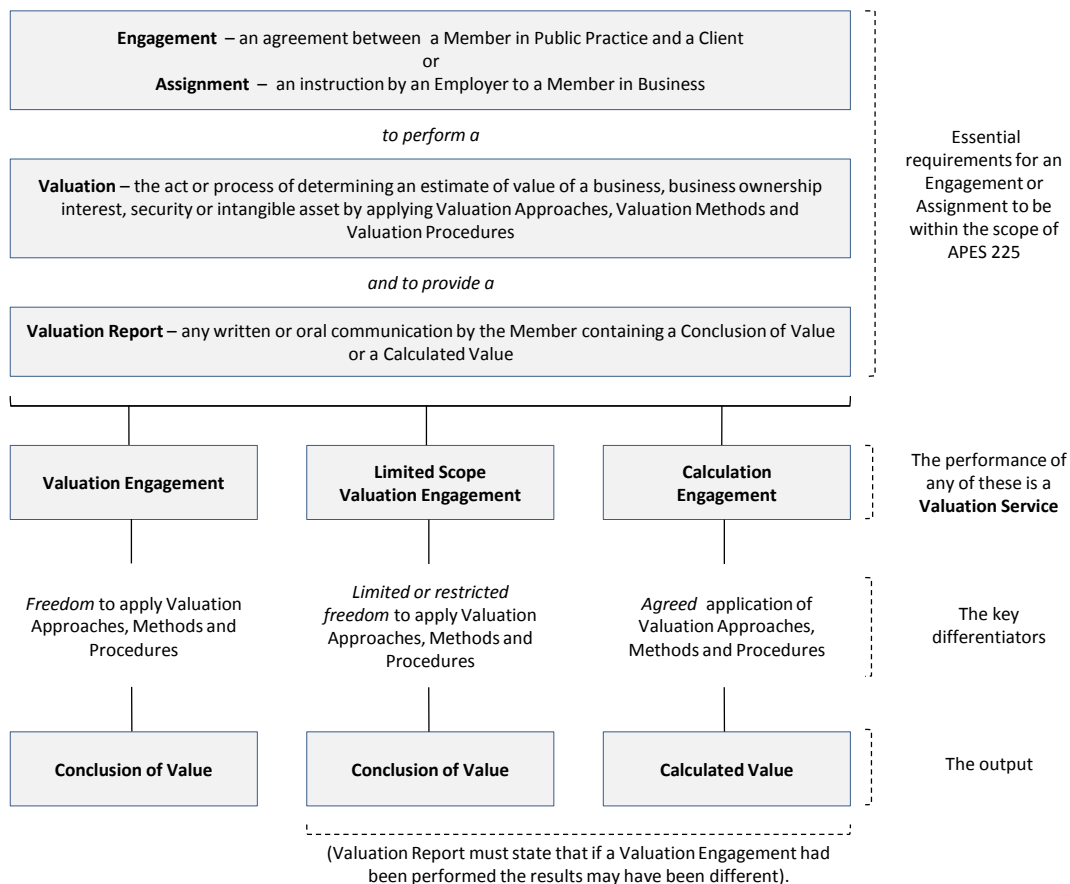 Engagement – an agreement between a Member in Public Practice and a Client
or
Assignment – an instruction by an Employer to a Member in Business
to perform a
Valuation – the act or process of determining an estimate of value of a business, business ownership
interest, security or intangible asset by applying Valuation Approaches, Valuation Methods and
Valuation Procedures
and to provide a
Valuation Report – any written or oral communication by the Member containing a Conclusion of Value
or a Calculated Value
Essential
requirements for an
Engagement or
Assignment to be
within the scope of
APES 225
Valuation Engagement
Limited Scope
Valuation Engagement
Calculation
Engagement
The performance of
any of these is a
Valuation Service
Freedom to apply Valuation
Approaches, Methods and
Procedures
Limited or restricted
freedom to apply Valuation
Approaches, Methods and
Procedures
Agreed application of
Valuation Approaches,
Methods and Procedures
The key
differentiators
Conclusion of Value
Conclusion of Value
Calculated Value
The output
(Valuation Report must state that if a Valuation Engagement had
been performed the results may have been different).